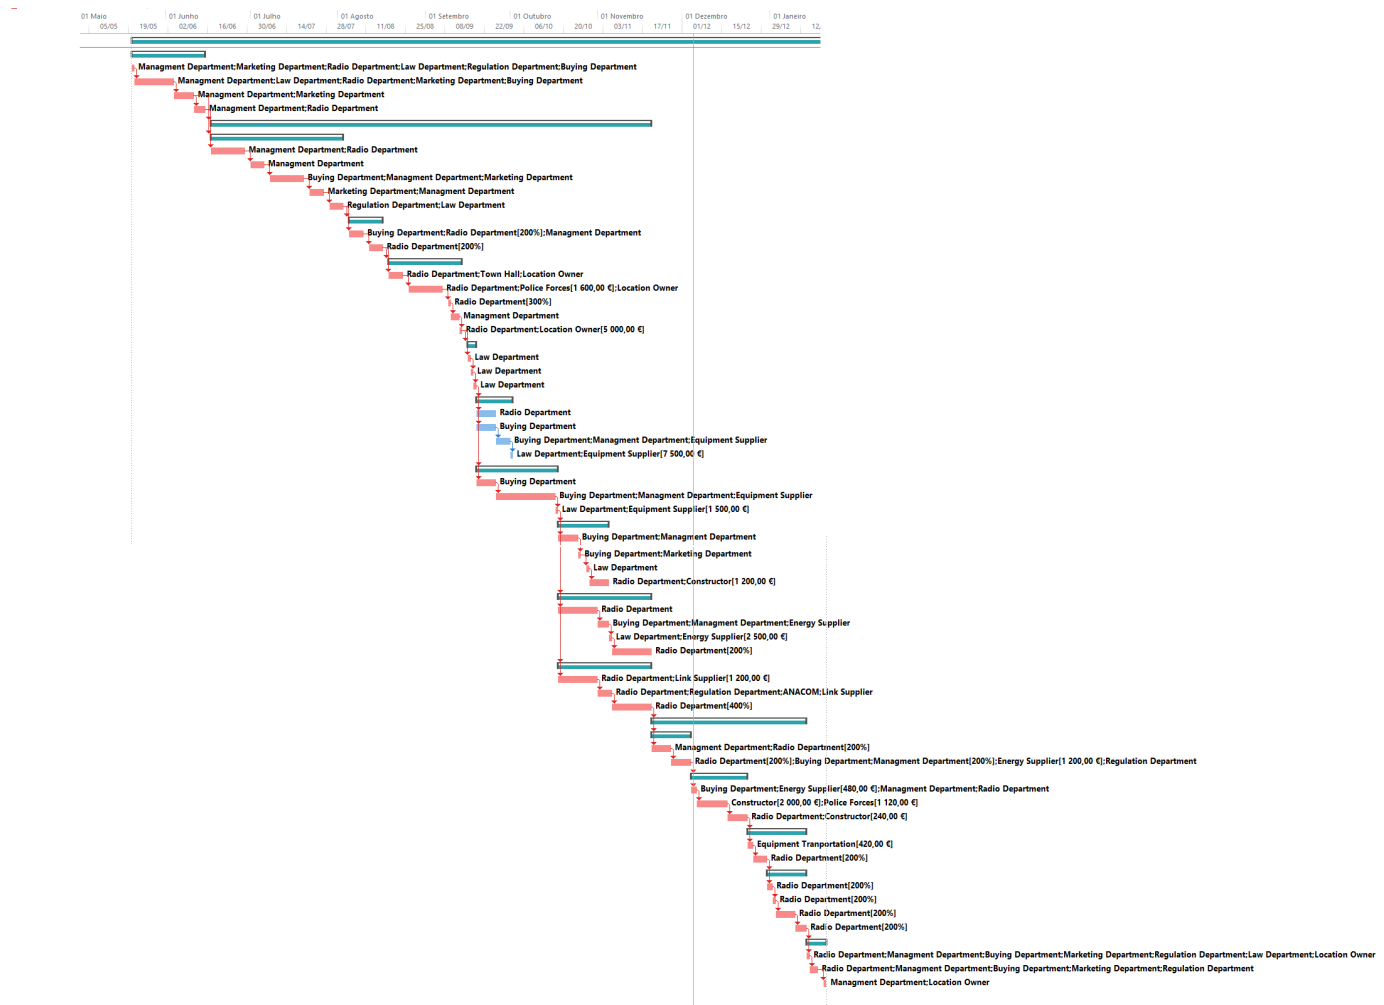 01 Maio 01 Junho 01 Julho 01 Agosto 01 Setembro 01 Outubro 01 Novembro 01 Dezembro 01 Janeiro
05/05 19/05 02/06 16/06 30/06 14/07 28/07 11/08 25/08 08/09 22/09 06/10 20/10 03/11 17/11 01/12 15/12 29/12 12/
Managment Department;Marketing Department;Radio Department;Law Department;Regulation Department;Buying Department
Managment Department;Law Department;Radio Department;Marketing Department;Buying Department
Managment Department;Marketing Department
Managment Department;Radio Department
Managment Department;Radio Department
Managment Department
Buying Department;Managment Department;Marketing Department
Marketing Department;Managment Department
Regulation Department;Law Department
Buying Department;Radio Department[200%];Managment Department
Radio Department[200%]
Radio Department;Town Hall;Location Owner
Radio Department;Police Forces[1 600,00 €];Location Owner
Radio Department[300%]
Managment Department
Radio Department;Location Owner[5 000,00 €]
Law Department
Law Department
Law Department
Radio Department
Buying Department
Buying Department;Managment Department;Equipment Supplier
Law Department;Equipment Supplier[7 500,00 €]
Buying Department
Buying Department;Managment Department;Equipment Supplier
Law Department;Equipment Supplier[1 500,00 €]
Buying Department;Managment Department
Buying Department;Marketing Department
Law Department
Radio Department;Constructor[1 200,00 €]
Radio Department
Buying Department;Managment Department;Energy Supplier
Law Department;Energy Supplier[2 500,00 €]
Radio Department[200%]
Radio Department;Link Supplier[1 200,00 €]
Radio Department;Regulation Department;ANACOM;Link Supplier
Radio Department[400%]
Managment Department;Radio Department[200%]
Radio Department[200%];Buying Department;Managment Department[200%];Energy Supplier[1 200,00 €];Regulation Department
Buying Department;Energy Supplier[480,00 €];Managment Department;Radio Department
Constructor[2 000,00 €];Police Forces[1 120,00 €]
Radio Department;Constructor[240,00 €]
Equipment Tranportation[420,00 €]
Radio Department[200%]
Radio Department[200%]
Radio Department[200%]
Radio Department[200%]
Radio Department[200%]
Radio Department;Managment Department;Buying Department;Marketing Department;Regulation Department;Law Department;Location Owner
Radio Department;Managment Department;Buying Department;Marketing Department;Regulation Department
Managment Department;Location Owner